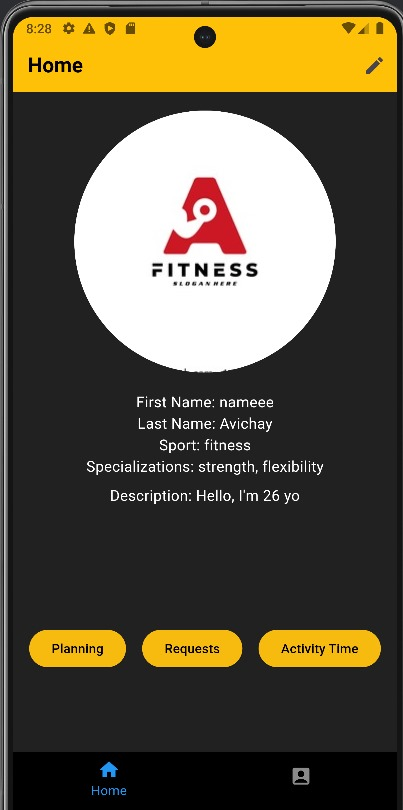 8:28
Home
FITNESS
SLOGAN HERE
First Name: nameee
Last Name: Avichay
Sport: fitness
Specializations: strength, flexibility
Description: Hello, I'm 26 yo
Planning Requests Activity Time
Home